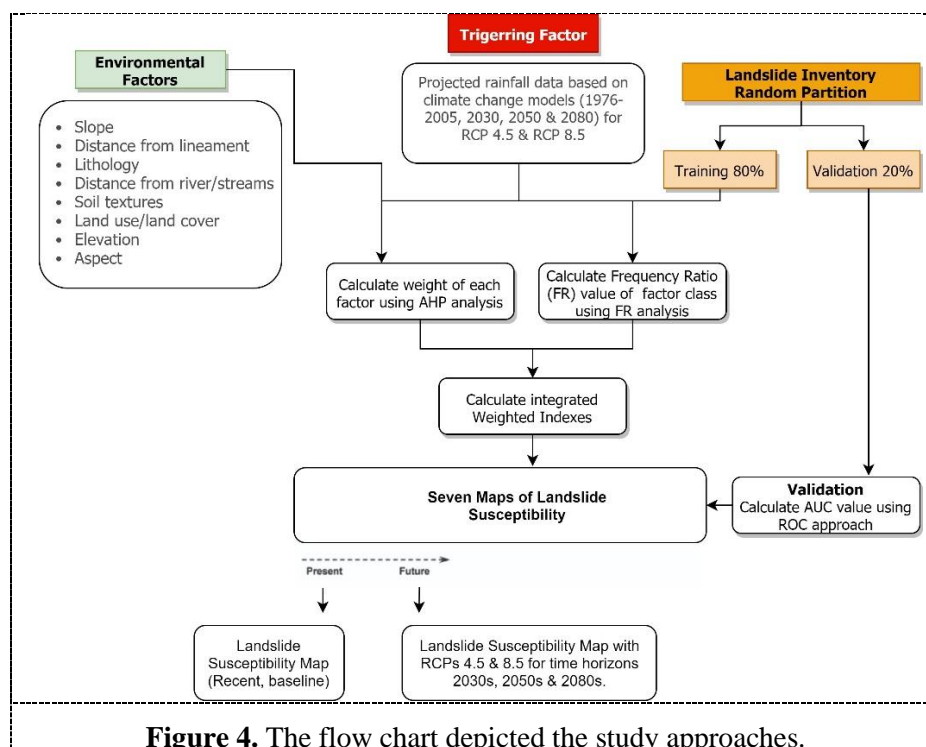 Trigerring Factor
Environmental
Factors
Projected rainfall data based on
climate change models (1976-
2005, 2030, 2050 & 2080) for
RCP 4.5 & RCP 8.5
Landslide Inventory
Random Partition
• Slope
• Distance from lineament
• Lithology
• Distance from river/streams
• Soil textures
• Land use/land cover
• Elevation
• Aspect
Training 80%
Validation 20%
Calculate weight of each
factor using AHP analysis
Calculate Frequency Ratio
(FR) value of factor class
using FR analysis
Calculate integrated
Weighted Indexes
Seven Maps of Landslide
Susceptibility
Validation
Calculate AUC value using
ROC approach
Present
Future
Landslide
Susceptibility Map
(Recent, baseline)
Landslide Susceptibility Map with
RCPs 4.5 & 8.5 for time horizons
2030s, 2050s & 2080s.
Figure 4. The flow chart depicted the study approaches.